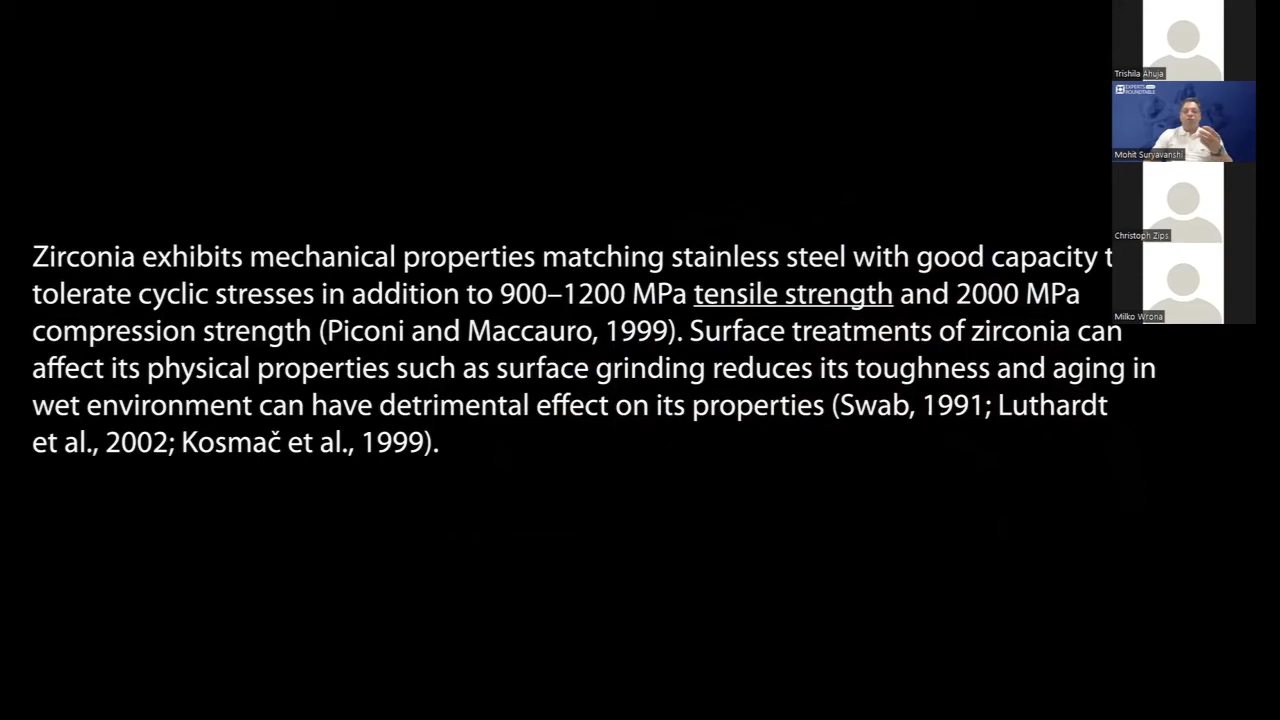 Trishila Ahuja
EXPERTS
ROUNDTABLE
Mohit Suryavanshi
Christoph Zips
Milko Wrona
Zirconia exhibits mechanical properties matching stainless steel with good capacity t
tolerate cyclic stresses in addition to 900–1200 MPa tensile strength and 2000 MPa
compression strength (Piconi and Maccauro, 1999). Surface treatments of zirconia can
affect its physical properties such as surface grinding reduces its toughness and aging in
wet environment can have detrimental effect on its properties (Swab, 1991; Luthardt
et al., 2002; Kosmač et al., 1999).